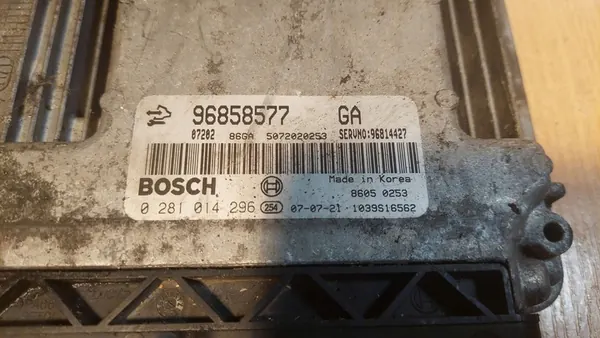 96858577 GA
07202 86GA 5072020253 SERVNO:96814427
BOSCH Made in Korea
8605 0253
0 281 014 296 254 07-07-21 1039S16562